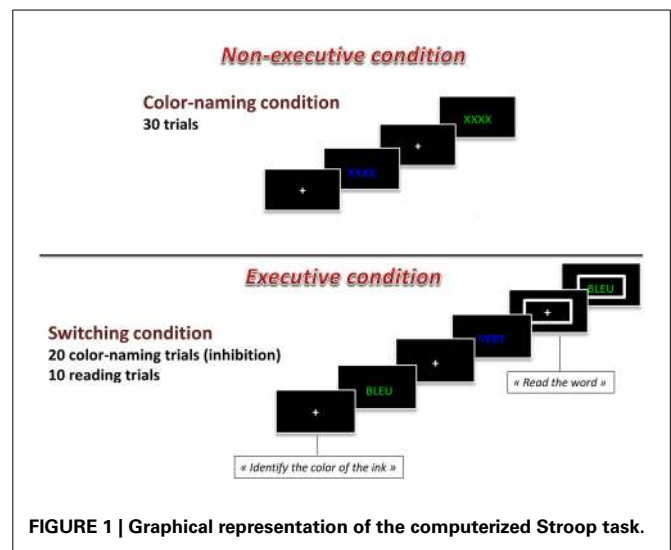 Non-executive condition
Color-naming condition
30 trials
XXXX
+
XXXX
+
Executive condition
Switching condition
20 color-naming trials (inhibition)
10 reading trials
BLEU
+
VERT
+
BLEU
+
« Read the word »
« Identify the color of the ink »
FIGURE 1 | Graphical representation of the computerized Stroop task.